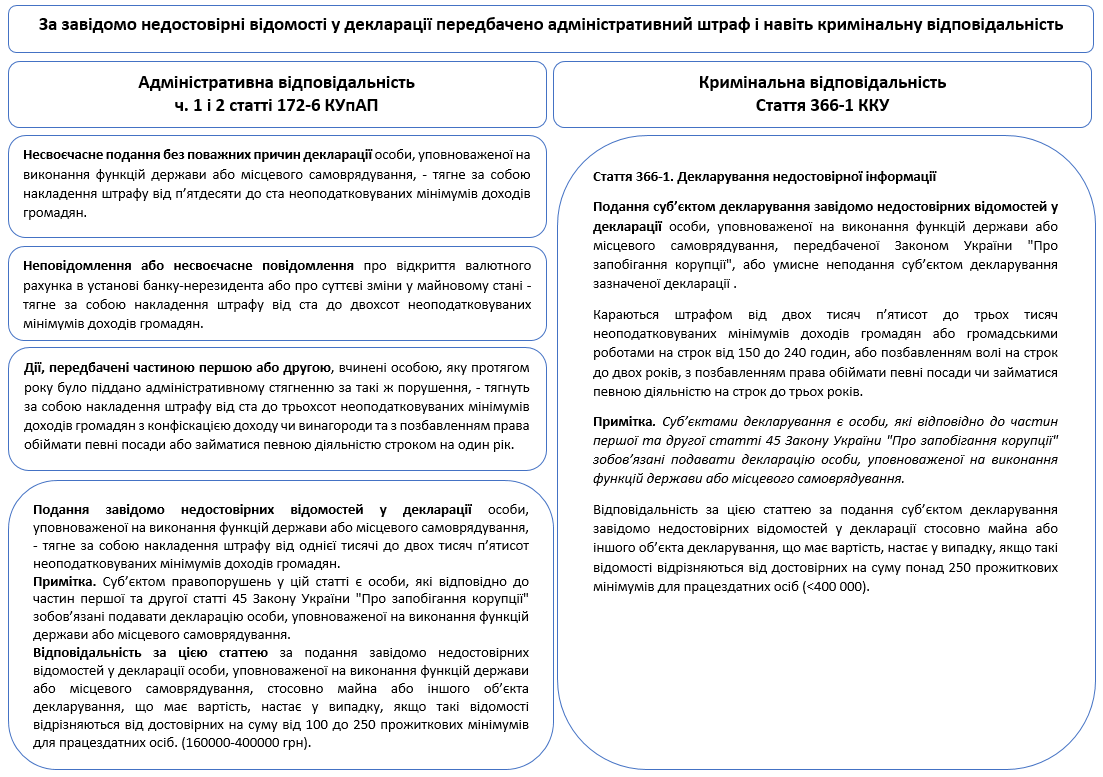 За завідомо недостовірні відомості у декларації передбачено адміністративний штраф і навіть кримінальну відповідальність
Адміністративна відповідальність
ч. 1 і 2 статті 172-6 КУпАП
Несвоєчасне подання без поважних причин декларації особи, уповноваженої на
виконання функцій держави або місцевого самоврядування, - тягне за собою
накладення штрафу від п’ятдесяти до ста неоподатковуваних мінімумів доходів
громадян.
Неповідомлення або несвоєчасне повідомлення про відкриття валютного
рахунка в установі банку-нерезидента або про суттєві зміни у майновому стані -
тягне за собою накладення штрафу від ста до двохсот неоподатковуваних
мінімумів доходів громадян.
Дії, передбачені частиною першою або другою, вчинені особою, яку протягом
року було піддано адміністративному стягненню за такі ж порушення, - тягнуть
за собою накладення штрафу від ста до трьохсот неоподатковуваних мінімумів
доходів громадян з конфіскацією доходу чи винагороди та з позбавленням права
обіймати певні посади або займатися певною діяльністю строком на один рік.
Подання завідомо недостовірних відомостей у декларації особи,
уповноваженої на виконання функцій держави або місцевого самоврядування,
- тягне за собою накладення штрафу від однієї тисячі до двох тисяч п’ятисот
неоподатковуваних мінімумів доходів громадян.
Примітка. Суб’єктом правопорушень у цій статті є особи, які відповідно до
частин першої та другої статті 45 Закону України "Про запобігання корупції"
зобов’язані подавати декларацію особи, уповноваженої на виконання функцій
держави або місцевого самоврядування.
Відповідальність за цією статтею за подання завідомо недостовірних
відомостей у декларації особи, уповноваженої на виконання функцій держави
або місцевого самоврядування, стосовно майна або іншого об’єкта
декларування, що має вартість, настає у випадку, якщо такі відомості
відрізняються від достовірних на суму від 100 до 250 прожиткових мінімумів
для працездатних осіб. (160000-400000 грн).
Кримінальна відповідальність
Стаття 366-1 ККУ
Стаття 366-1. Декларування недостовірної інформації
Подання суб’єктом декларування завідомо недостовірних відомостей у
декларації особи, уповноваженої на виконання функцій держави або
місцевого самоврядування, передбаченої Законом України "Про
запобігання корупції", або умисне неподання суб’єктом декларування
зазначеної декларації .
Караються штрафом від двох тисяч п’ятисот до трьох тисяч
неоподатковуваних мінімумів доходів громадян або громадськими
роботами на строк від 150 до 240 годин, або позбавленням волі на строк
до двох років, з позбавленням права обіймати певні посади чи займатися
певною діяльністю на строк до трьох років.
Примітка. Суб’єктами декларування є особи, які відповідно до частин
першої та другої статті 45 Закону України "Про запобігання корупції"
зобов’язані подавати декларацію особи, уповноваженої на виконання
функцій держави або місцевого самоврядування.
Відповідальність за цією статтею за подання суб’єктом декларування
завідомо недостовірних відомостей у декларації стосовно майна або
іншого об’єкта декларування, що має вартість, настає у випадку, якщо такі
відомості відрізняються від достовірних на суму понад 250 прожиткових
мінімумів для працездатних осіб (<400 000).